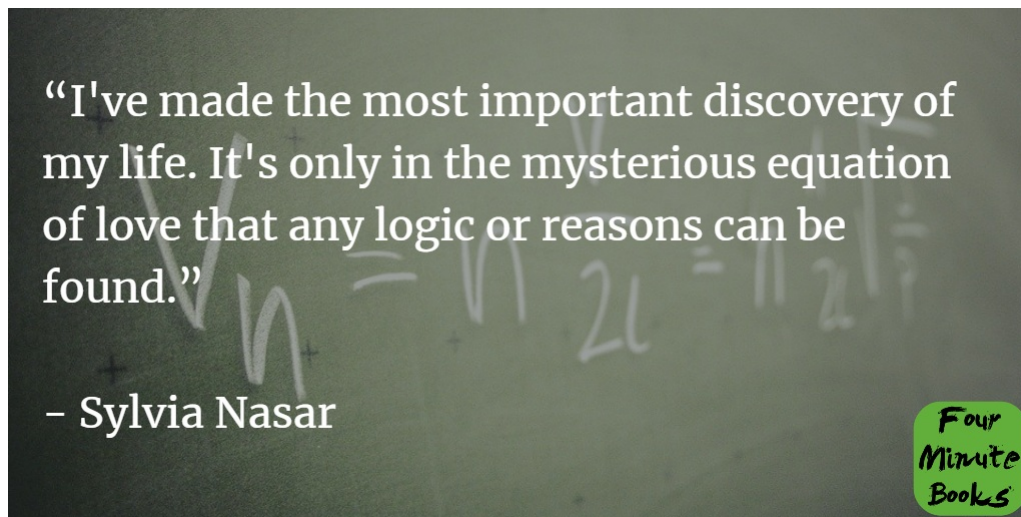 “I've made the most important discovery of
my life. It's only in the mysterious equation
of love that any logic or reasons can be
found.”
- Sylvia Nasar
Four
Minute
Books